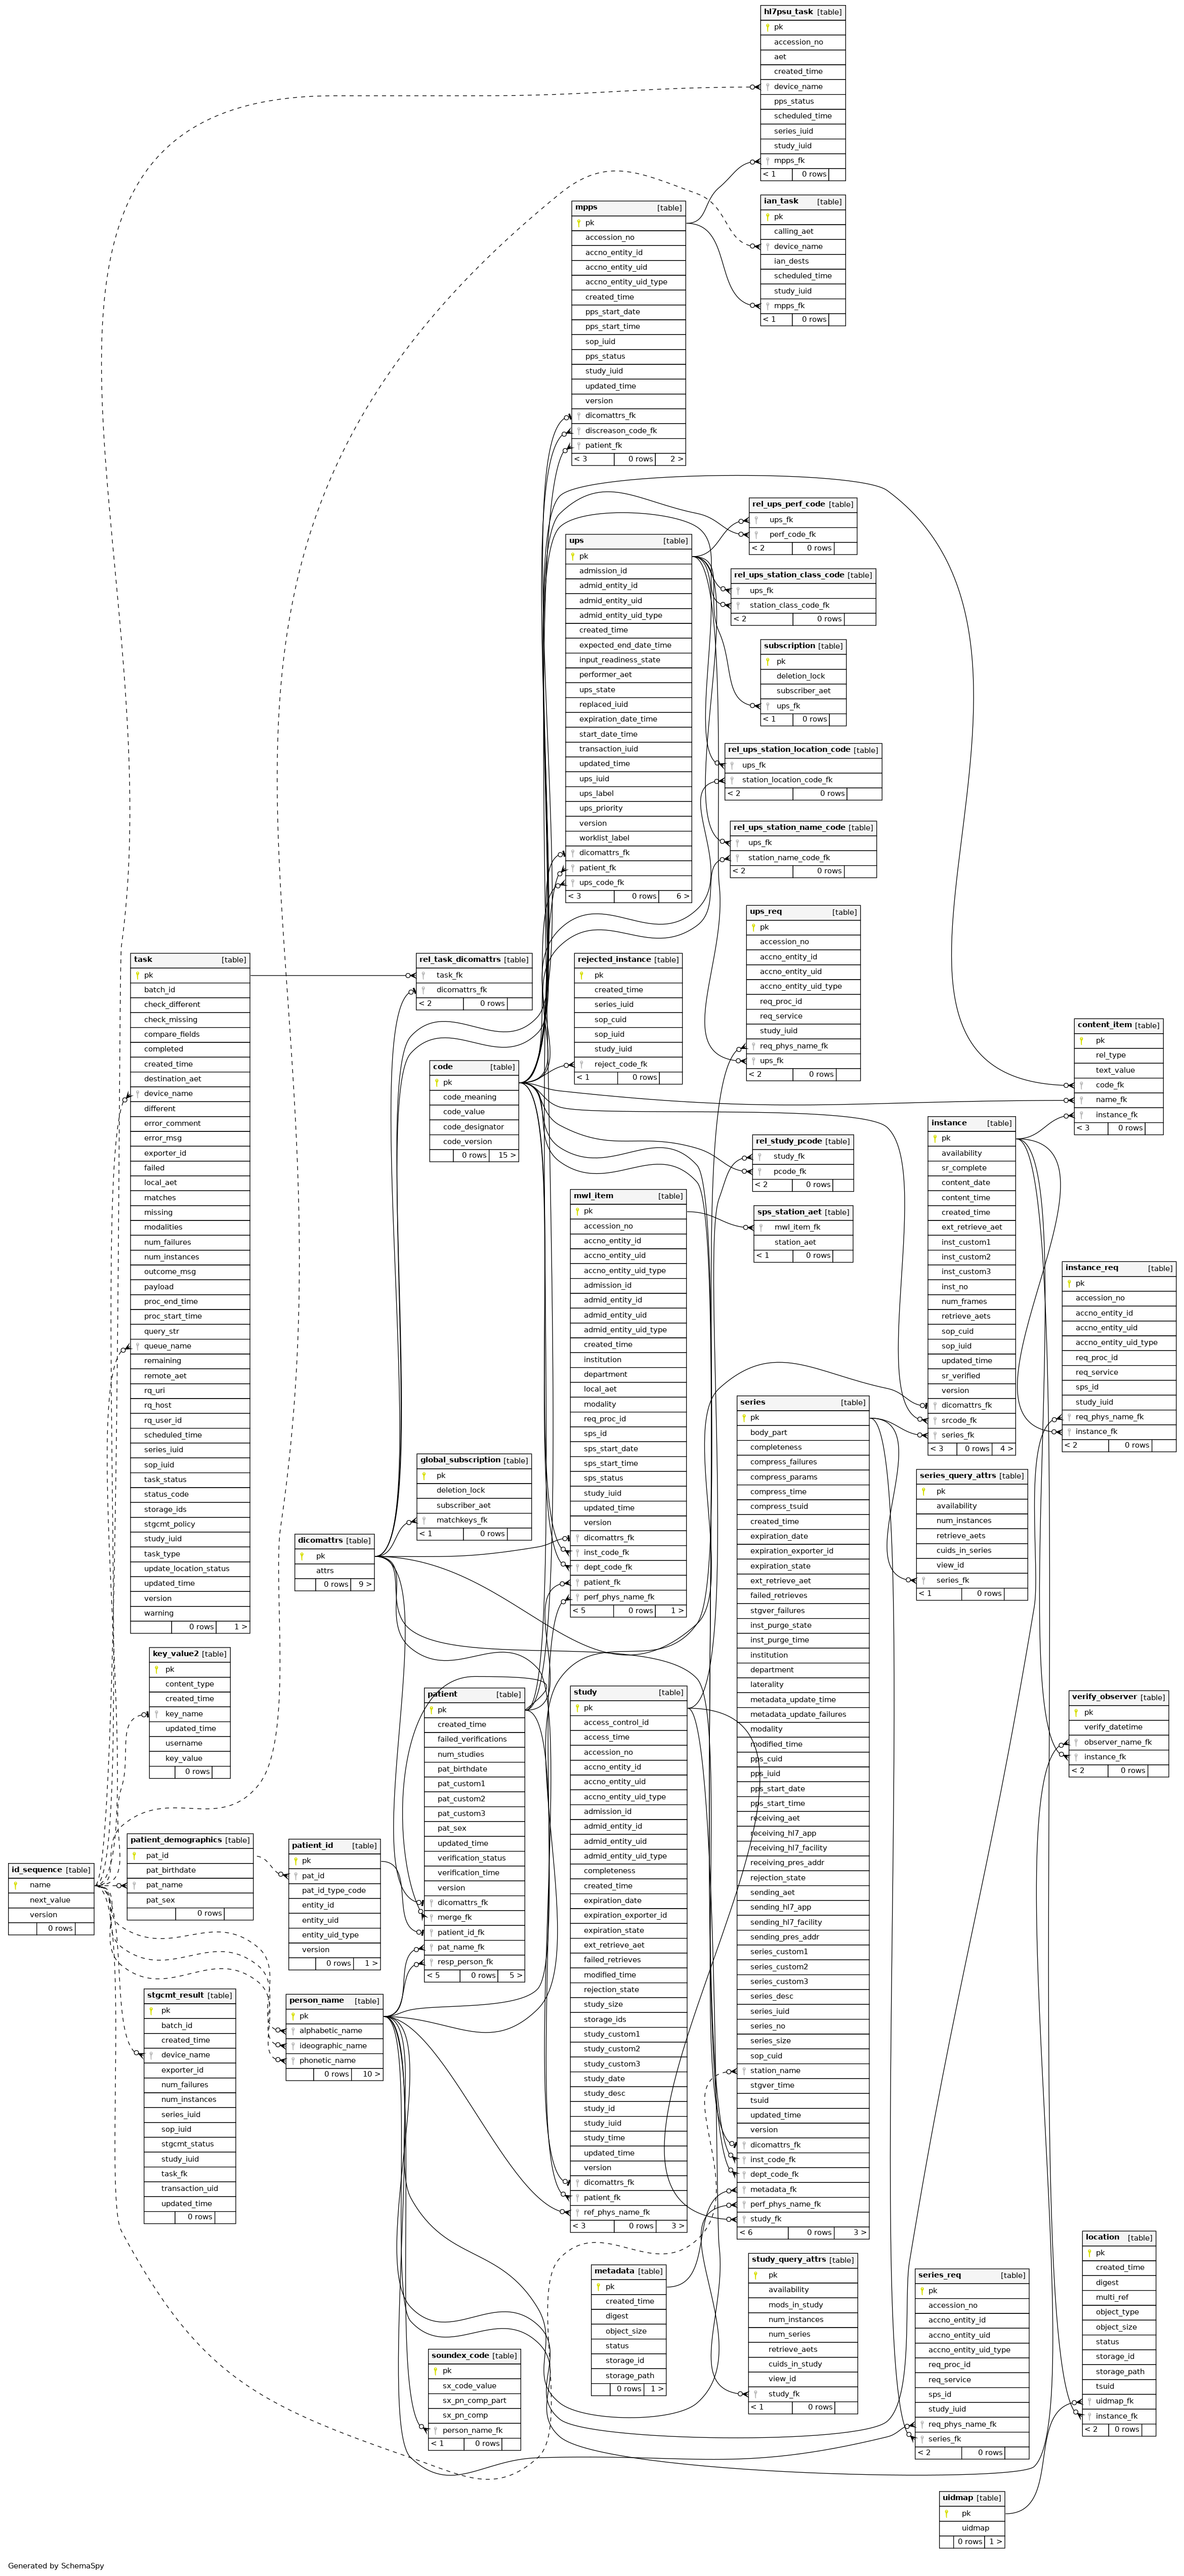 hl7psu_task [table]
pk
accession_no
aet
created_time
device_name
pps_status
scheduled_time
series_iuid
study_iuid
mpps_fk
< 1 0 rows
ian_task [table]
pk
calling_aet
device_name
ian_dests
scheduled_time
study_iuid
mpps_fk
< 1 0 rows
mpps [table]
pk
accession_no
accno_entity_id
accno_entity_uid
accno_entity_uid_type
created_time
pps_start_date
pps_start_time
sop_iuid
pps_status
study_iuid
updated_time
version
dicomattrs_fk
discreason_code_fk
patient_fk
< 3 0 rows 2 >
rel_ups_perf_code [table]
ups_fk
perf_code_fk
< 2 0 rows
ups [table]
pk
admission_id
admid_entity_id
admid_entity_uid
admid_entity_uid_type
created_time
expected_end_date_time
input_readiness_state
performer_aet
ups_state
replaced_iuid
expiration_date_time
start_date_time
transaction_iuid
updated_time
ups_iuid
ups_label
ups_priority
version
worklist_label
dicomattrs_fk
patient_fk
ups_code_fk
< 3 0 rows 6 >
rel_ups_station_class_code [table]
ups_fk
station_class_code_fk
< 2 0 rows
subscription [table]
pk
deletion_lock
subscriber_aet
ups_fk
< 1 0 rows
rel_ups_station_location_code [table]
ups_fk
station_location_code_fk
< 2 0 rows
rel_ups_station_name_code [table]
ups_fk
station_name_code_fk
< 2 0 rows
ups_req [table]
pk
accession_no
accno_entity_id
accno_entity_uid
accno_entity_uid_type
req_proc_id
req_service
study_iuid
req_phys_name_fk
ups_fk
< 2 0 rows
task [table]
pk
batch_id
check_different
check_missing
compare_fields
completed
created_time
destination_aet
device_name
different
error_comment
error_msg
exporter_id
failed
local_aet
matches
missing
modalities
num_failures
num_instances
outcome_msg
payload
proc_end_time
proc_start_time
query_str
queue_name
remaining
remote_aet
rq_uri
rq_host
rq_user_id
scheduled_time
series_iuid
sop_iuid
task_status
status_code
storage_ids
stgcmt_policy
study_iuid
task_type
update_location_status
updated_time
version
warning
0 rows 1 >
rel_task_dicomattrs [table]
task_fk
dicomattrs_fk
< 2 0 rows
rejected_instance [table]
pk
created_time
series_iuid
sop_cuid
sop_iuid
study_iuid
reject_code_fk
< 1 0 rows
code [table]
pk
code_meaning
code_value
code_designator
code_version
0 rows 15 >
content_item [table]
pk
rel_type
text_value
code_fk
name_fk
instance_fk
< 3 0 rows
instance [table]
pk
availability
sr_complete
content_date
content_time
created_time
ext_retrieve_aet
inst_custom1
inst_custom2
inst_custom3
inst_no
num_frames
retrieve_aets
sop_cuid
sop_iuid
updated_time
sr_verified
version
dicomattrs_fk
srcode_fk
series_fk
< 3 0 rows 4 >
rel_study_pcode [table]
study_fk
pcode_fk
< 2 0 rows
mwl_item [table]
pk
accession_no
accno_entity_id
accno_entity_uid
accno_entity_uid_type
admission_id
admid_entity_id
admid_entity_uid
admid_entity_uid_type
created_time
institution
department
local_aet
modality
req_proc_id
sps_id
sps_start_date
sps_start_time
sps_status
study_iuid
updated_time
version
dicomattrs_fk
inst_code_fk
dept_code_fk
patient_fk
perf_phys_name_fk
< 5 0 rows 1 >
sps_station_aet [table]
mwl_item_fk
station_aet
< 1 0 rows
instance_req [table]
pk
accession_no
accno_entity_id
accno_entity_uid
accno_entity_uid_type
req_proc_id
req_service
sps_id
study_iuid
req_phys_name_fk
instance_fk
< 2 0 rows
series [table]
pk
body_part
completeness
compress_failures
compress_params
compress_time
compress_tsuid
created_time
expiration_date
expiration_exporter_id
expiration_state
ext_retrieve_aet
failed_retrieves
stgver_failures
inst_purge_state
inst_purge_time
institution
department
laterality
metadata_update_time
metadata_update_failures
modality
modified_time
pps_cuid
pps_iuid
pps_start_date
pps_start_time
receiving_aet
receiving_hl7_app
receiving_hl7_facility
receiving_pres_addr
rejection_state
sending_aet
sending_hl7_app
sending_hl7_facility
sending_pres_addr
series_custom1
series_custom2
series_custom3
series_desc
series_iuid
series_no
series_size
sop_cuid
station_name
stgver_time
tsuid
updated_time
version
dicomattrs_fk
inst_code_fk
dept_code_fk
metadata_fk
perf_phys_name_fk
study_fk
< 6 0 rows 3 >
global_subscription [table]
pk
deletion_lock
subscriber_aet
matchkeys_fk
< 1 0 rows
series_query_attrs [table]
pk
availability
num_instances
retrieve_aets
cuids_in_series
view_id
series_fk
< 1 0 rows
dicomattrs [table]
pk
attrs
0 rows 9 >
key_value2 [table]
pk
content_type
created_time
key_name
updated_time
username
key_value
0 rows
patient [table]
pk
created_time
failed_verifications
num_studies
pat_birthdate
pat_custom1
pat_custom2
pat_custom3
pat_sex
updated_time
verification_status
verification_time
version
dicomattrs_fk
merge_fk
patient_id_fk
pat_name_fk
resp_person_fk
< 5 0 rows 5 >
study [table]
pk
access_control_id
access_time
accession_no
accno_entity_id
accno_entity_uid
accno_entity_uid_type
admission_id
admid_entity_id
admid_entity_uid
admid_entity_uid_type
completeness
created_time
expiration_date
expiration_exporter_id
expiration_state
ext_retrieve_aet
failed_retrieves
modified_time
rejection_state
study_size
storage_ids
study_custom1
study_custom2
study_custom3
study_date
study_desc
study_id
study_iuid
study_time
updated_time
version
dicomattrs_fk
patient_fk
ref_phys_name_fk
< 3 0 rows 3 >
verify_observer [table]
pk
verify_datetime
observer_name_fk
instance_fk
< 2 0 rows
id_sequence [table]
name
next_value
version
0 rows
patient_demographics [table]
pat_id
pat_birthdate
pat_name
pat_sex
0 rows
patient_id [table]
pk
pat_id
pat_id_type_code
entity_id
entity_uid
entity_uid_type
version
0 rows 1 >
stgcmt_result [table]
pk
batch_id
created_time
device_name
exporter_id
num_failures
num_instances
series_iuid
sop_iuid
stgcmt_status
study_iuid
task_fk
transaction_uid
updated_time
0 rows
person_name [table]
pk
alphabetic_name
ideographic_name
phonetic_name
0 rows 10 >
metadata [table]
pk
created_time
digest
object_size
status
storage_id
storage_path
0 rows 1 >
study_query_attrs [table]
pk
availability
mods_in_study
num_instances
num_series
retrieve_aets
cuids_in_study
view_id
study_fk
< 1 0 rows
series_req [table]
pk
accession_no
accno_entity_id
accno_entity_uid
accno_entity_uid_type
req_proc_id
req_service
sps_id
study_iuid
req_phys_name_fk
series_fk
< 2 0 rows
location [table]
pk
created_time
digest
multi_ref
object_type
object_size
status
storage_id
storage_path
tsuid
uidmap_fk
instance_fk
< 2 0 rows
soundex_code [table]
pk
sx_code_value
sx_pn_comp_part
sx_pn_comp
person_name_fk
< 1 0 rows
uidmap [table]
pk
uidmap
0 rows 1 >
Generated by SchemaSpy